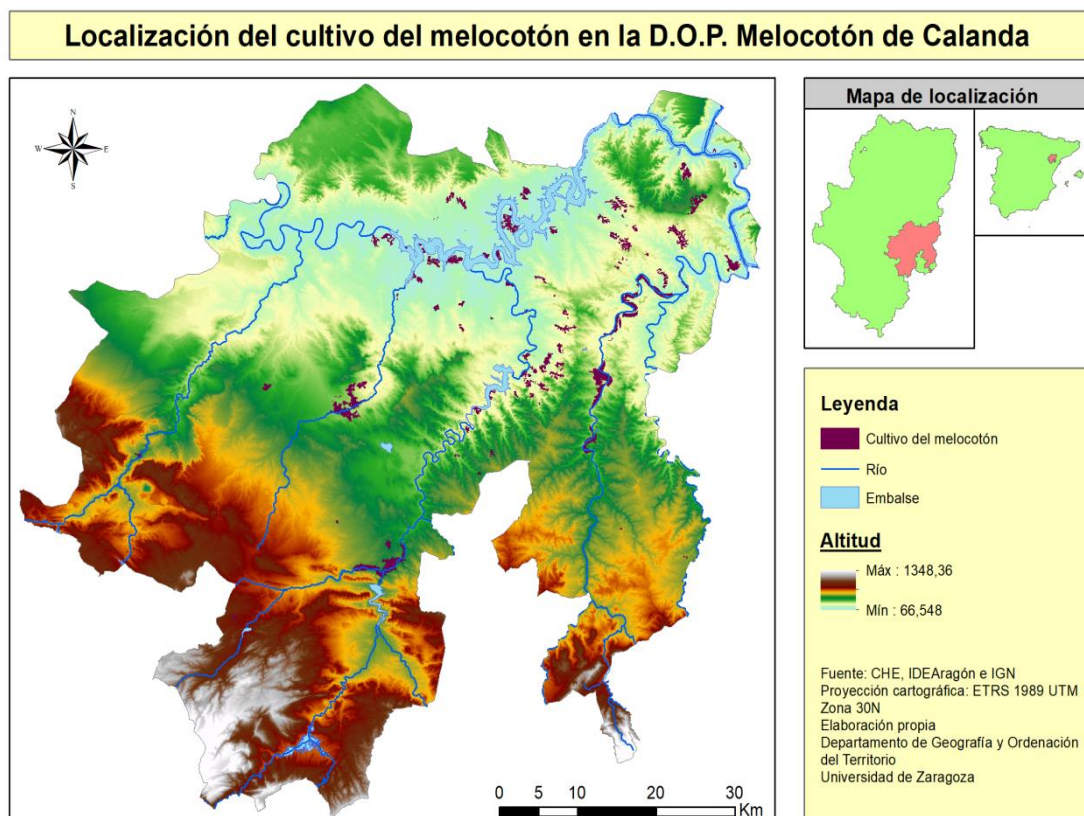 Localización del cultivo del melocotón en la D.O.P. Melocotón de Calanda
N
W E
S
Mapa de localización
Leyenda
Cultivo del melocotón
Río
Embalse
Altitud
Máx : 1348,36
Mín : 66,548
Fuente: CHE, IDEAragón e IGN
Proyección cartográfica: ETRS 1989 UTM
Zona 30N
Elaboración propia
Departamento de Geografía y Ordenación
del Territorio
Universidad de Zaragoza
0 5 10 20 30
Km